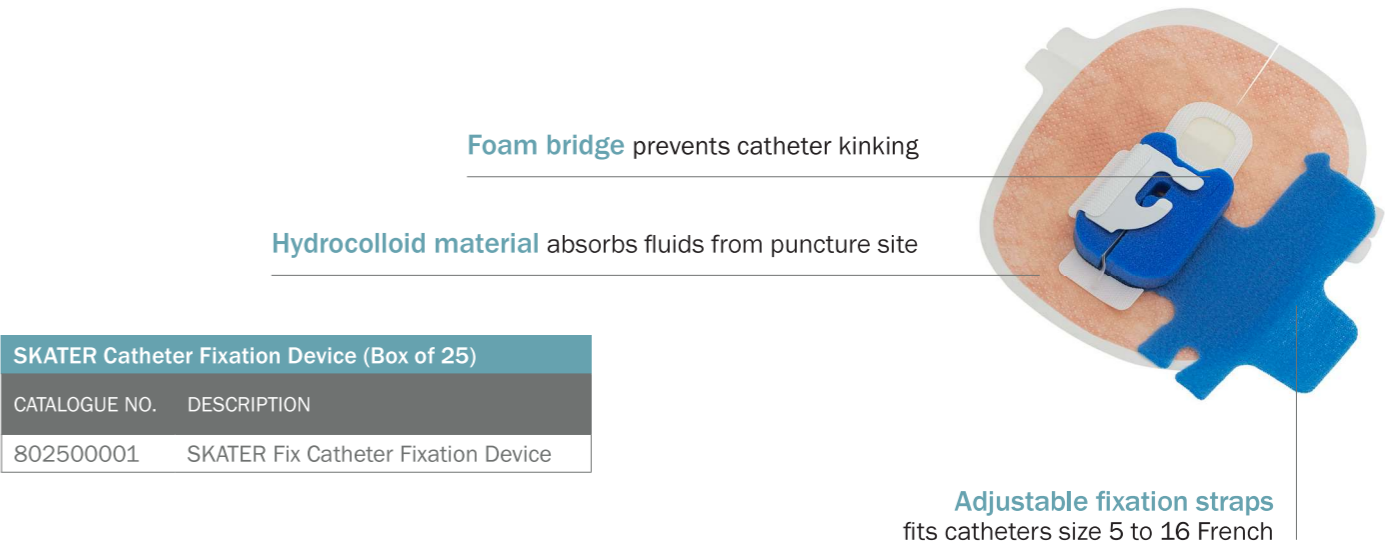 Foam bridge prevents catheter kinking
Hydrocolloid material absorbs fluids from puncture site
SKATER Catheter Fixation Device (Box of 25)
CATALOGUE NO. DESCRIPTION
802500001 SKATER Fix Catheter Fixation Device
Adjustable fixation straps
fits catheters size 5 to 16 French